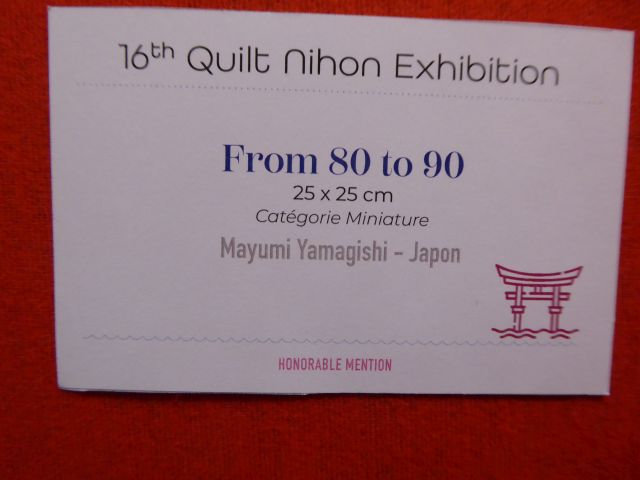 16th Quilt Nihon Exhibition
From 80 to 90
25 x 25 cm
Catégorie Miniature
Mayumi Yamagishi - Japon
HONORABLE MENTION